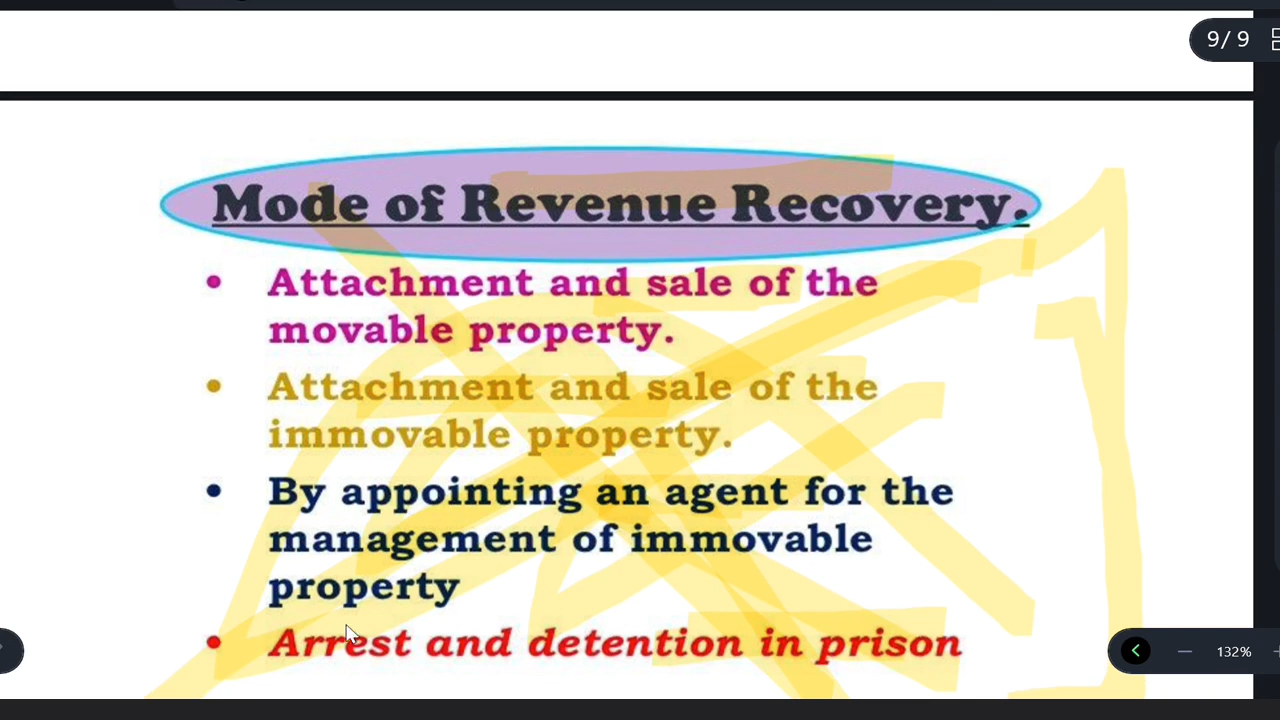 9/ 9
Mode of Revenue Recovery.
• Attachment and sale of the
movable property.
• Attachment and sale of the
immovable property.
• By appointing an agent for the
management of immovable
property
• Arrest and detention in prison
132%